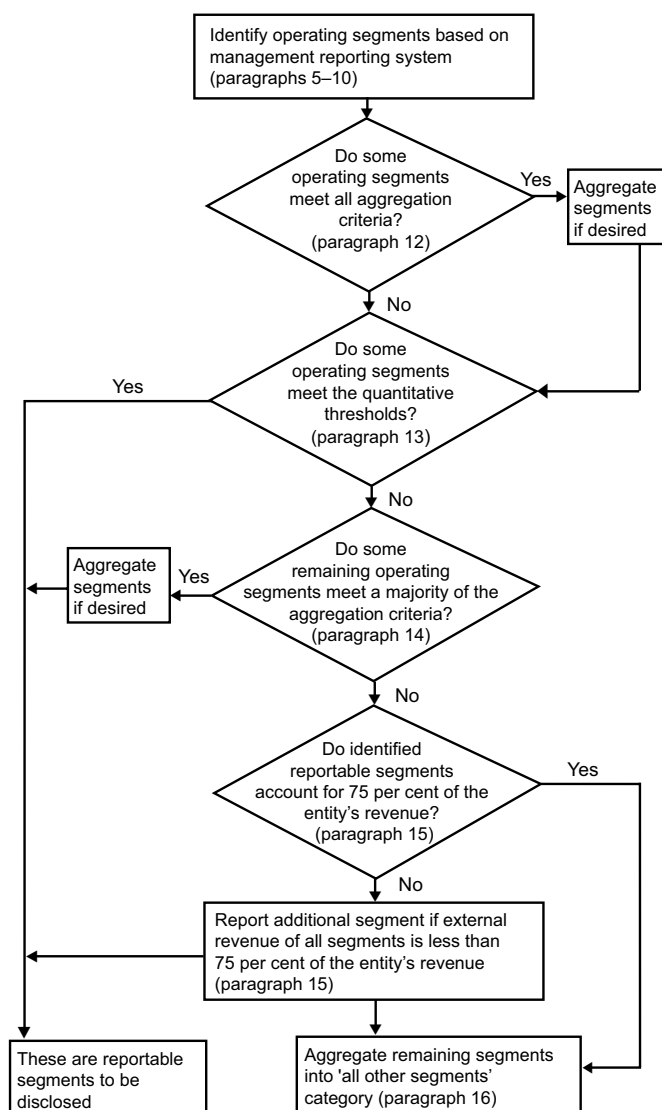 Identify operating segments based on
management reporting system
(paragraphs 5–10)
Do some
operating segments
meet all aggregation
criteria?
(paragraph 12)
Yes
Aggregate
segments
if desired
No
Do some
operating segments
meet the quantitative
thresholds?
(paragraph 13)
Yes
No
Do some
remaining operating
segments meet a majority of the
aggregation criteria?
(paragraph 14)
Yes
Aggregate
segments
if desired
No
Do identified
reportable segments
account for 75 per cent of the
entity’s revenue?
(paragraph 15)
Yes
No
Report additional segment if external
revenue of all segments is less than
75 per cent of the entity’s revenue
(paragraph 15)
These are reportable
segments to be
disclosed
Aggregate remaining segments
into 'all other segments’
category (paragraph 16)